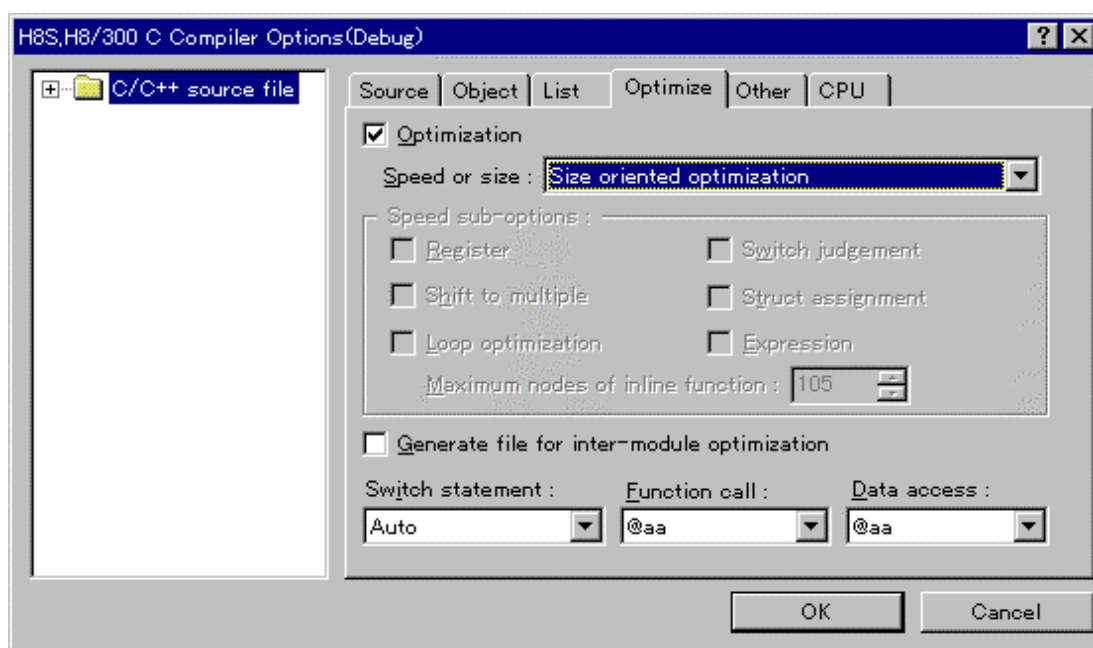 H8S,H8/300 C Compiler Options(Debug)
C/C++ source file
Source Object List Optimize Other CPU
Optimization
Speed or size : Size oriented optimization
Speed sub-options :
Register Switch judgement
Shift to multiple Struct assignment
Loop optimization Expression
Maximum nodes of inline function : 105
Generate file for inter-module optimization
Switch statement : Function call : Data access :
Auto @aa @aa
OK Cancel